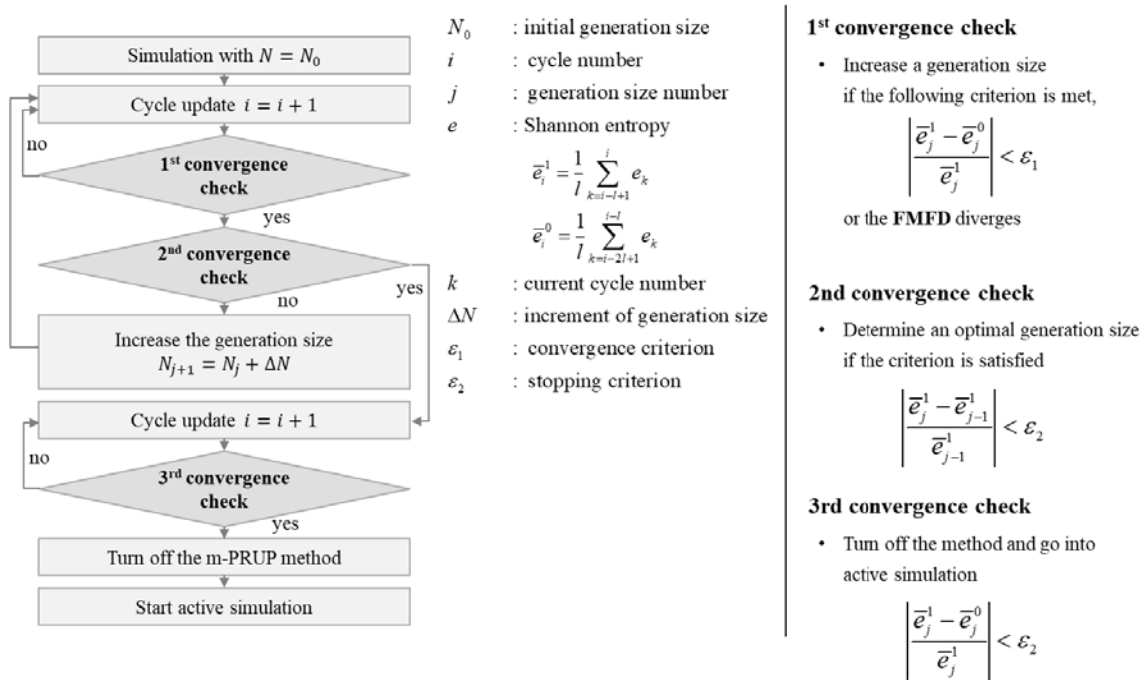 Simulation with N = N₀
Cycle update i = i + 1
no
1st convergence
check
yes
2nd convergence
check
yes
no
Increase the generation size
Nⱼ₊₁ = Nⱼ + ΔN
Cycle update i = i + 1
no
3rd convergence
check
yes
Turn off the m-PRUP method
Start active simulation
N₀ : initial generation size
i : cycle number
j : generation size number
e : Shannon entropy
ē_i^1 = 1/l ∑_{k=i-l+1}^{i} e_k
ē_i^0 = 1/l ∑_{k=i-2l+1}^{i-l} e_k
k : current cycle number
ΔN : increment of generation size
ε₁ : convergence criterion
ε₂ : stopping criterion
1st convergence check
• Increase a generation size
if the following criterion is met,
|(ē_j^1 − ē_j^0) / ē_j^1| < ε₁
or the FMFD diverges
2nd convergence check
• Determine an optimal generation size
if the criterion is satisfied
|(ē_j^1 − ē_{j-1}^1) / ē_{j-1}^1| < ε₂
3rd convergence check
• Turn off the method and go into
active simulation
|(ē_j^1 − ē_j^0) / ē_j^1| < ε₂